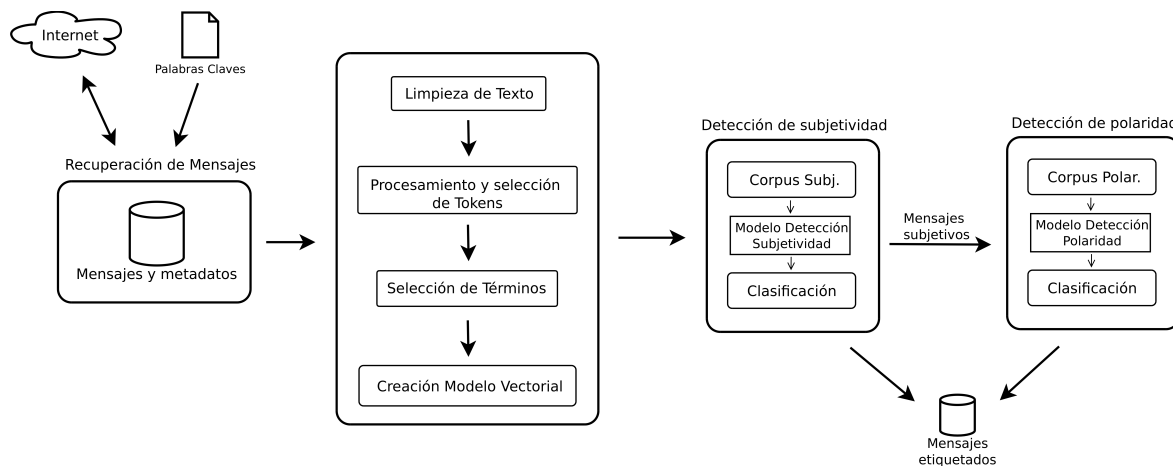 Internet
Palabras Claves
Recuperación de Mensajes
Mensajes y metadatos
Limpieza de Texto
Procesamiento y selección
de Tokens
Selección de Términos
Creación Modelo Vectorial
Detección de subjetividad
Corpus Subj.
Modelo Detección
Subjetividad
Clasificación
Mensajes
subjetivos
Detección de polaridad
Corpus Polar.
Modelo Detección
Polaridad
Clasificación
Mensajes
etiquetados